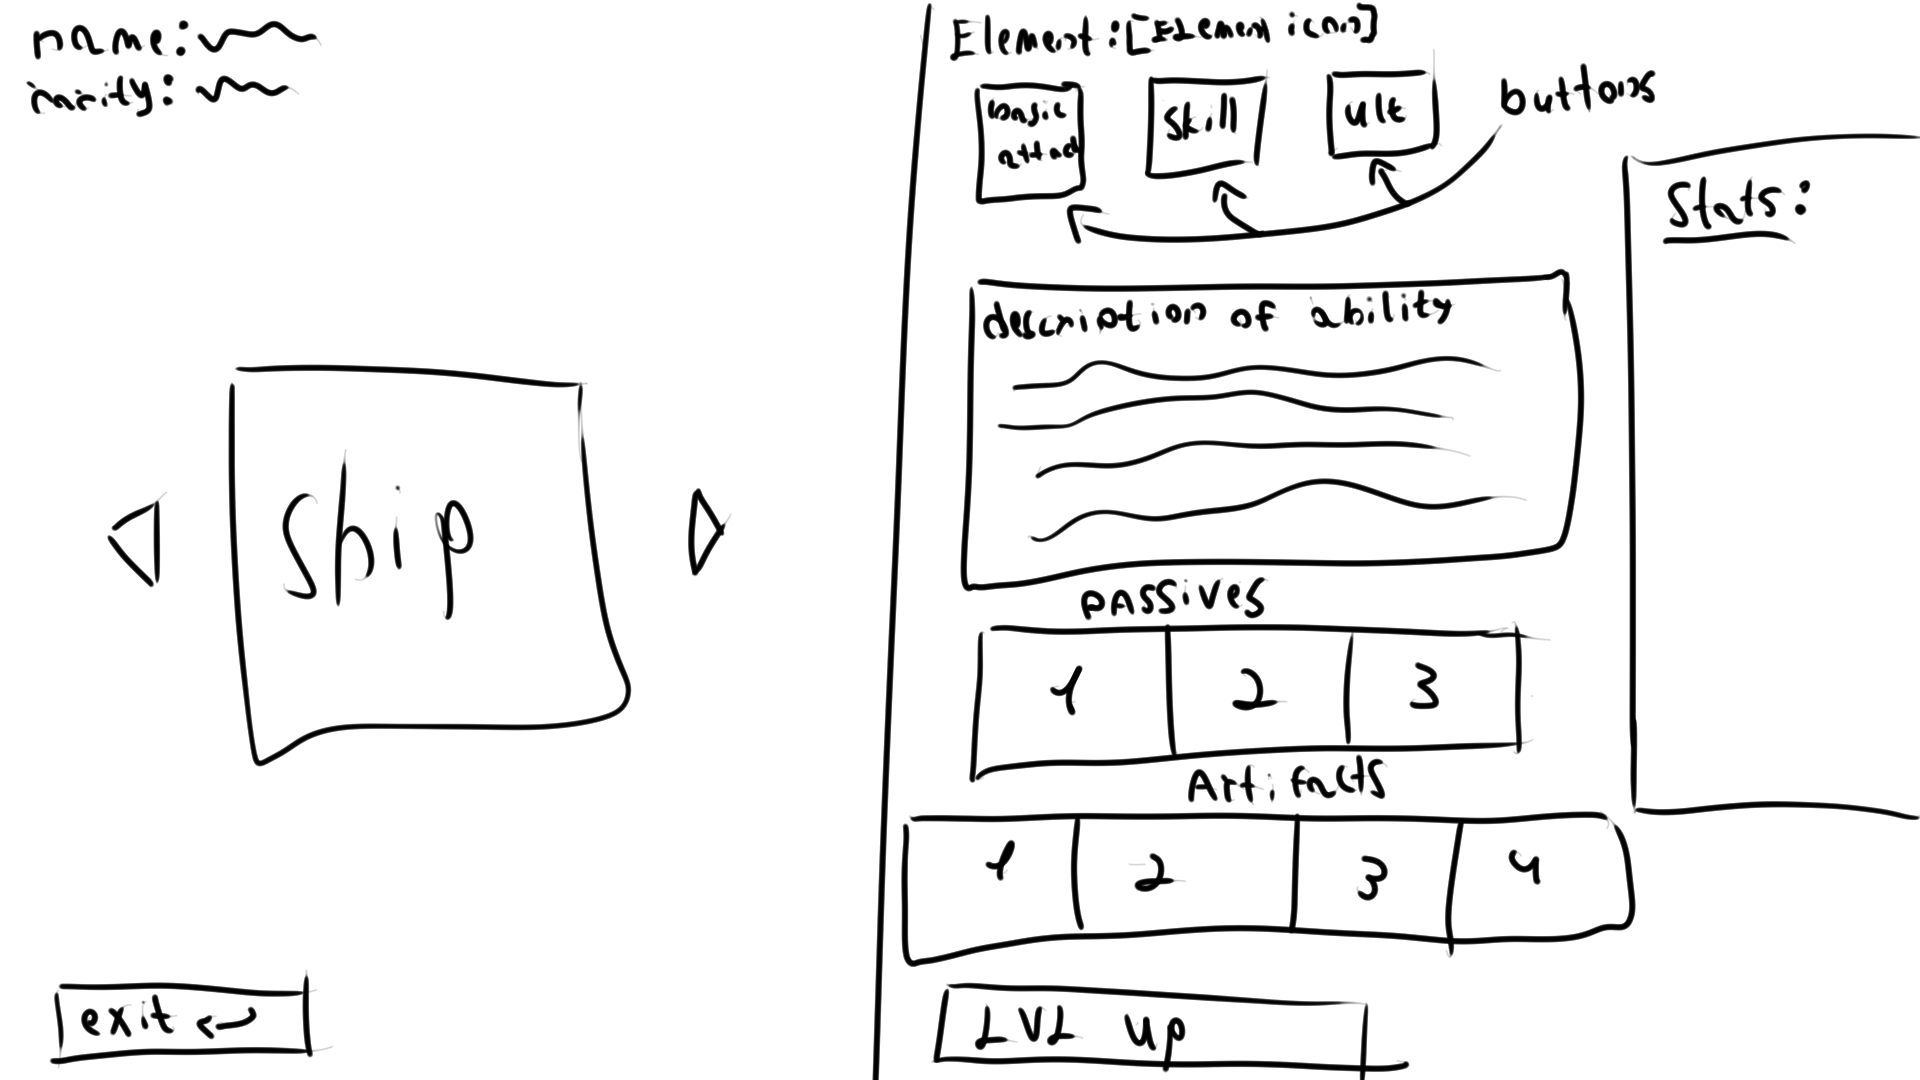 name:
rarity:
Element:[Element icon]
basic
attac
skill
ult
buttons
Stats:
description of ability
Ship
PASSives
1 2 3
Artifacts
1 2 3 4
exit
LVL up